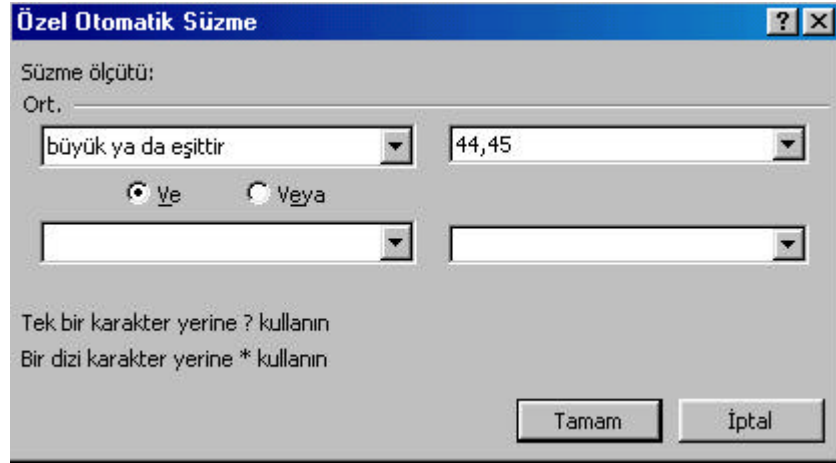 Özel Otomatik Süzme
Süzme ölçütü:
Ort.
büyük ya da eşittir 44,45
Ve Veya
Tek bir karakter yerine ? kullanın
Bir dizi karakter yerine * kullanın
Tamam İptal